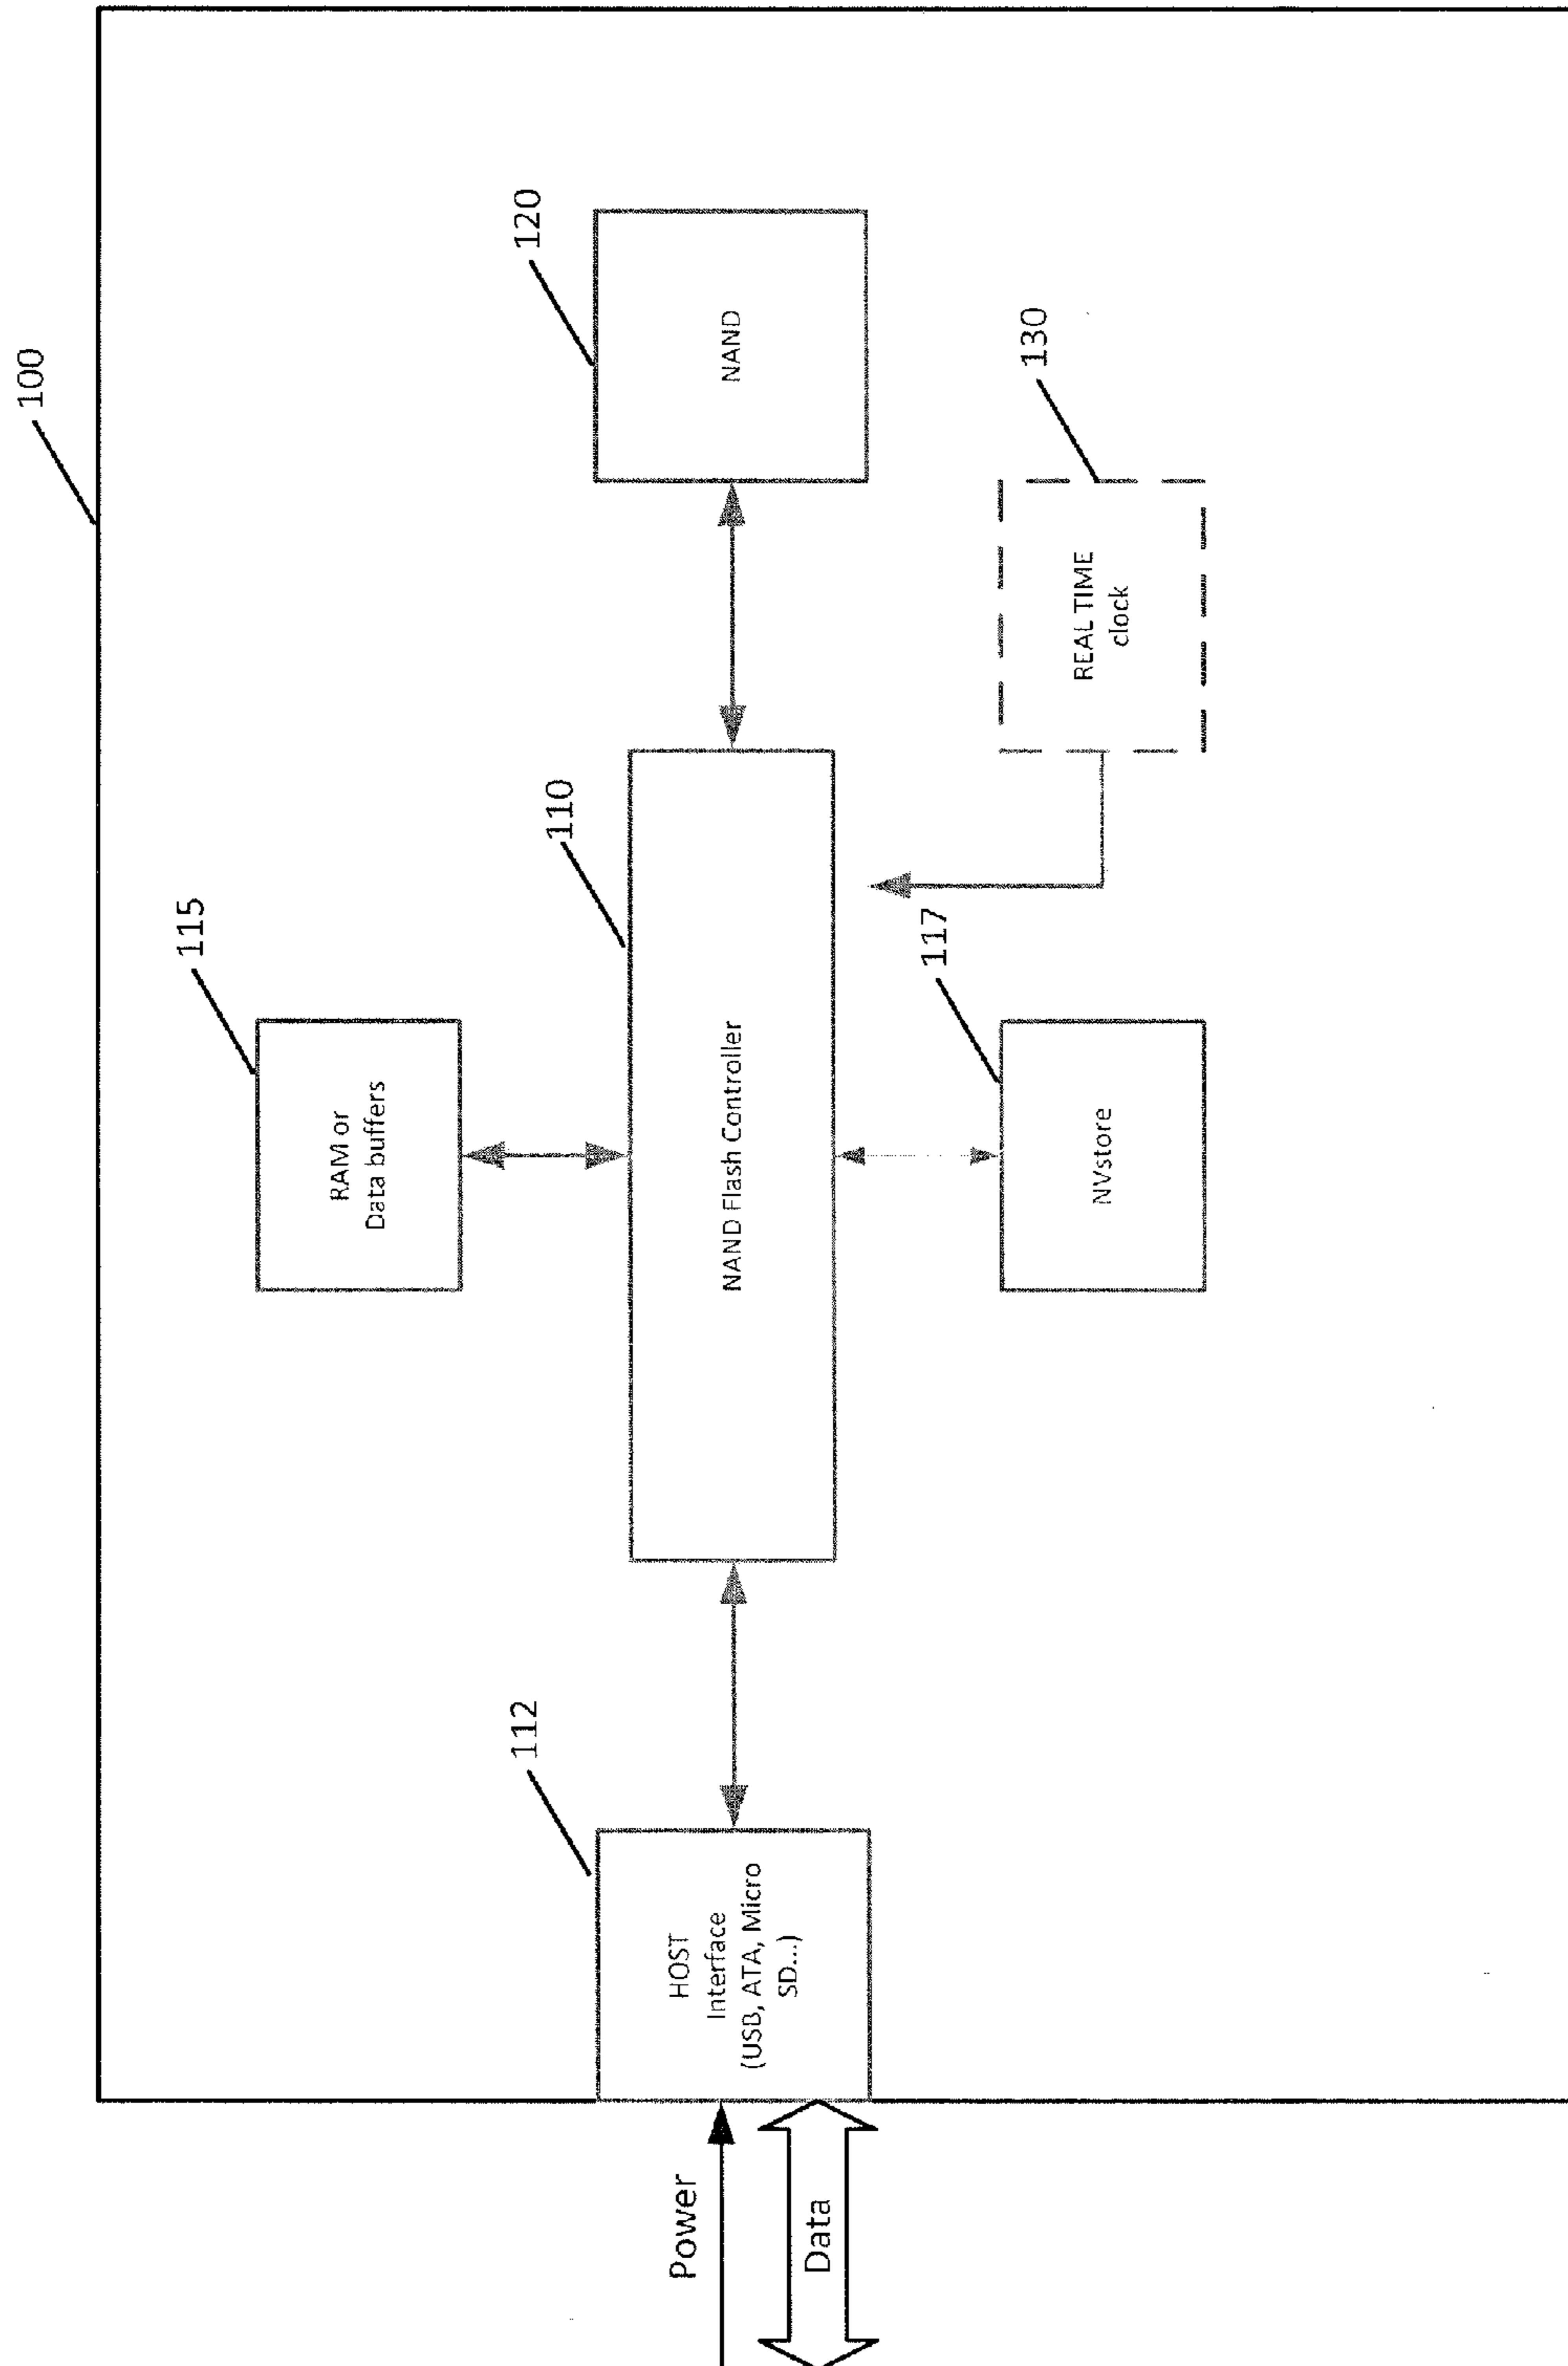 100
115
RAM or
Data buffers
112
HOST
Interface
(USB, ATA, Micro
SD...)
110
NAND Flash Controller
120
NAND
117
NVstore
130
REAL TIME
clock
Power
Data